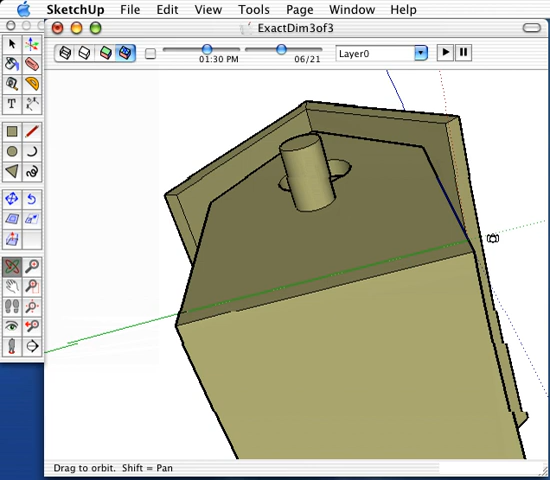 SketchUp File Edit View Tools Page Window Help
ExactDim3of3
01:30 PM 06/21 Layer0
T
Drag to orbit. Shift = Pan